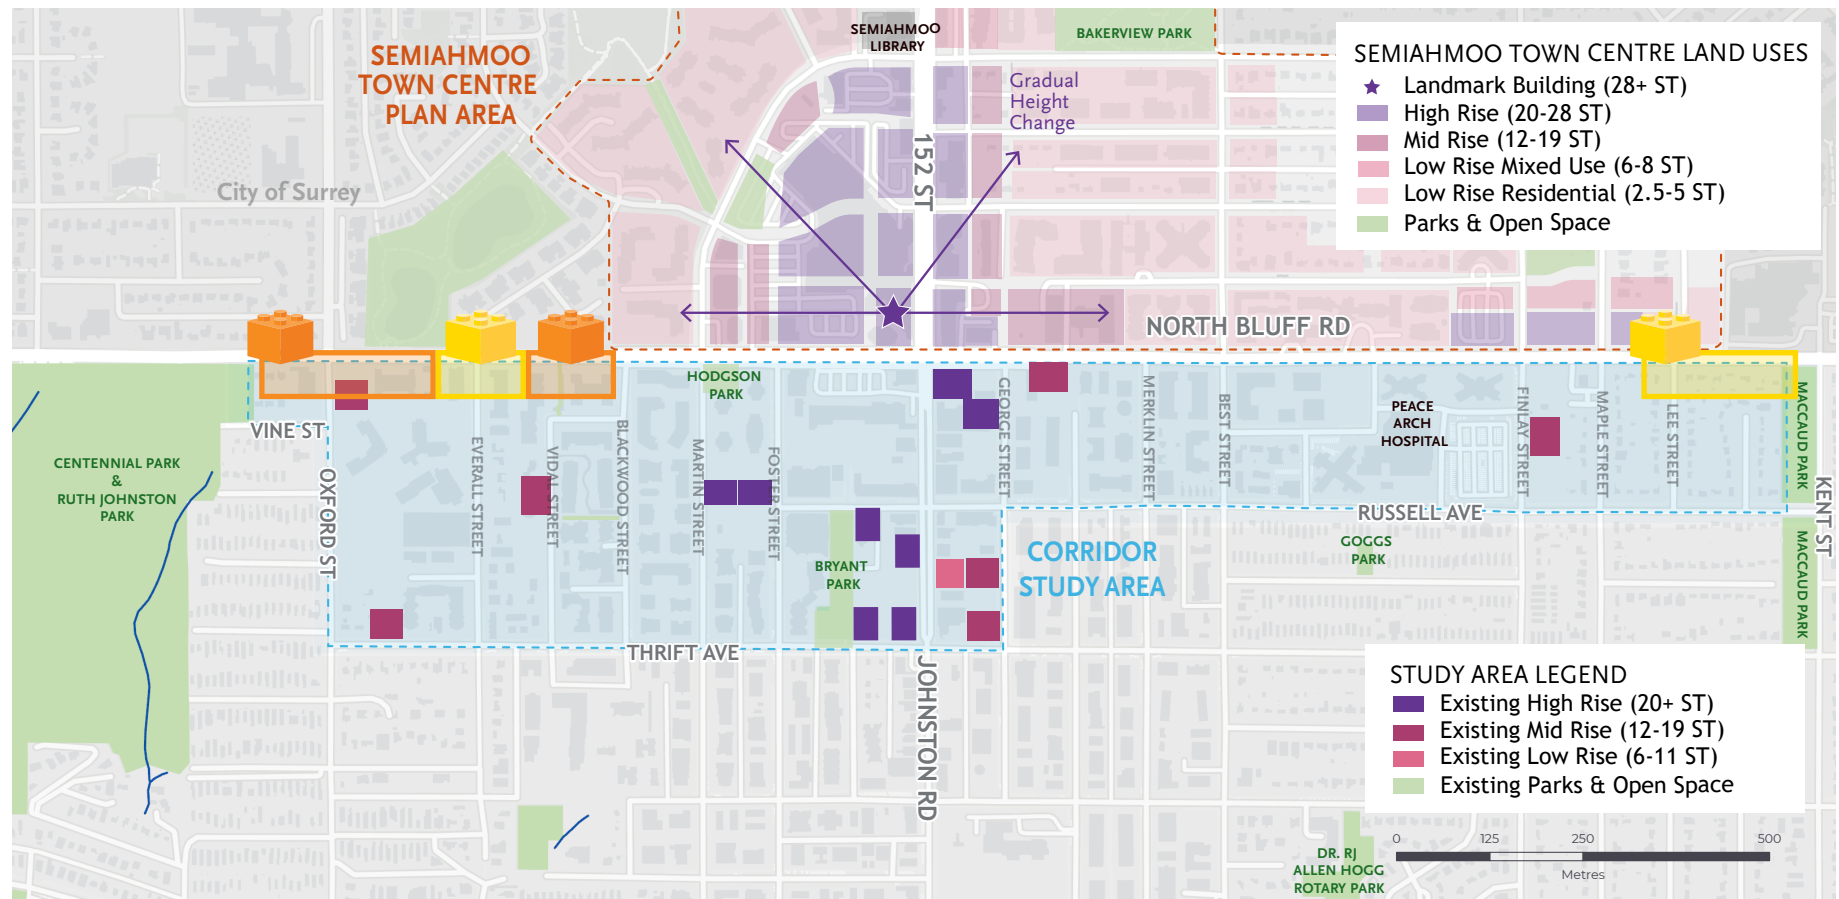 SEMIAHMOO
TOWN CENTRE
PLAN AREA
SEMIAHMOO
LIBRARY
BAKERVIEW PARK
Gradual
Height
Change
152 ST
City of Surrey
NORTH BLUFF RD
SEMIAHMOO TOWN CENTRE LAND USES
Landmark Building (28+ ST)
High Rise (20-28 ST)
Mid Rise (12-19 ST)
Low Rise Mixed Use (6-8 ST)
Low Rise Residential (2.5-5 ST)
Parks & Open Space
HODGSON
PARK
VINE ST
CENTENNIAL PARK
&
RUTH JOHNSTON
PARK
OXFORD ST
EVERALL STREET
VIDAL STREET
BLACKWOOD STREET
MARTIN STREET
FOSTER STREET
GEORGE STREET
MERKLIN STREET
BEST STREET
PEACE
ARCH
HOSPITAL
FINLAY STREET
MAPLE STREET
LEE STREET
MACCAUD PARK
KENT ST
RUSSELL AVE
BRYANT
PARK
CORRIDOR
STUDY AREA
GOGGS
PARK
MACCAUD PARK
THRIFT AVE
JOHNSTON RD
STUDY AREA LEGEND
Existing High Rise (20+ ST)
Existing Mid Rise (12-19 ST)
Existing Low Rise (6-11 ST)
Existing Parks & Open Space
0 125 250 500
Metres
DR. RJ
ALLEN HOGG
ROTARY PARK